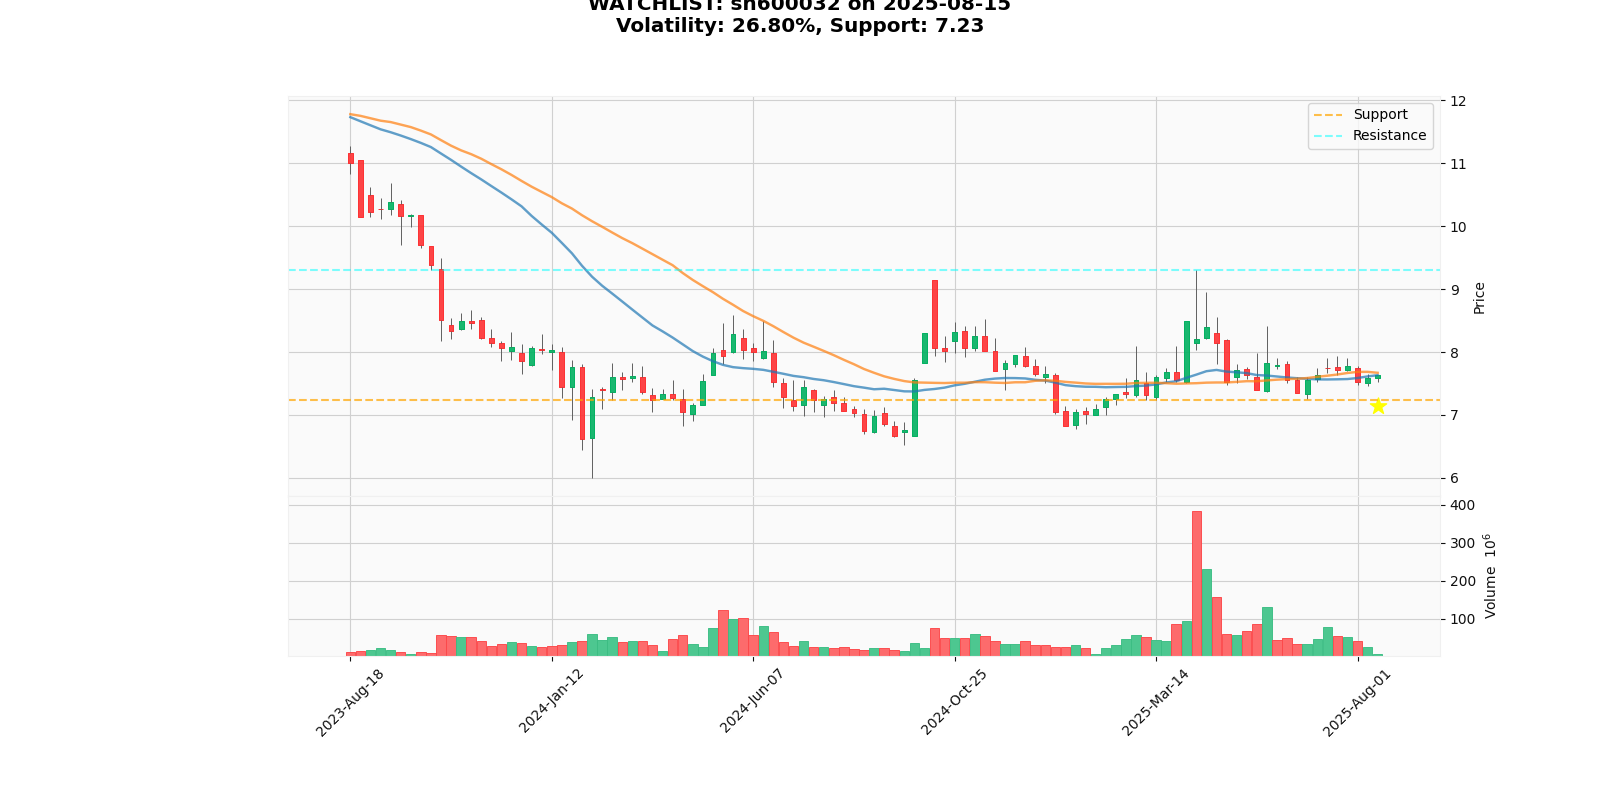 WATCHLIST: sh600032 on 2025-08-15
Volatility: 26.80%, Support: 7.23
Support
Resistance
12
11
10
9
8
7
6
Price
400
300
200
100
Volume 10⁶
2023-Aug-18
2024-Jan-12
2024-Jun-07
2024-Oct-25
2025-Mar-14
2025-Aug-01